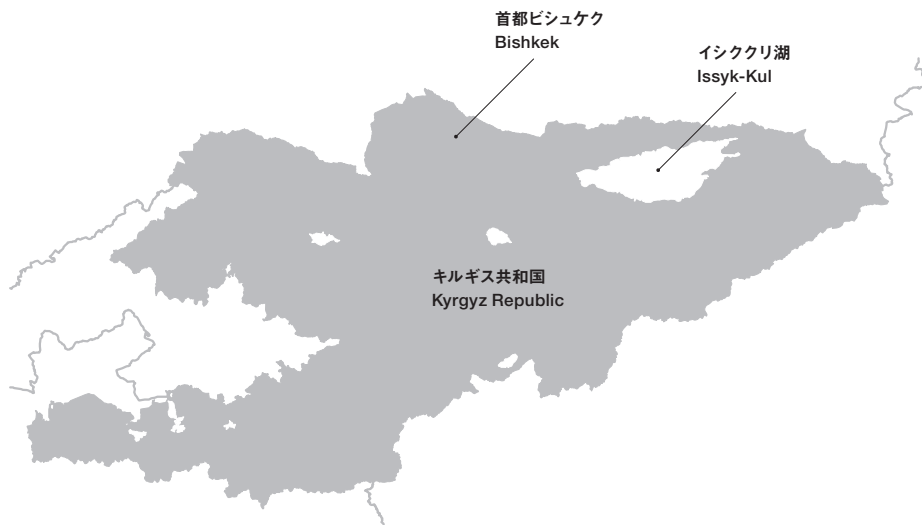 首都ビシュケク
Bishkek
イシククリ湖
Issyk-Kul
キルギス共和国
Kyrgyz Republic